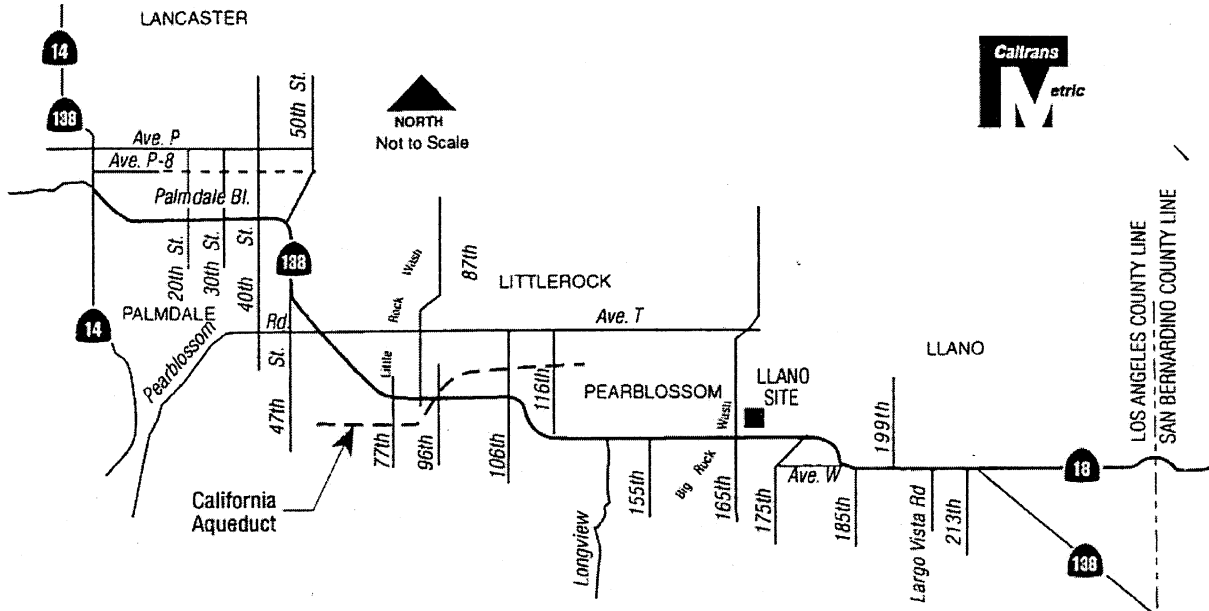 LANCASTER
14
138
Caltrans
Metric
NORTH
Not to Scale
50th St.
Ave. P
Ave. P-8
Palmdale Bl.
20th St.
30th St.
40th St.
138
Little Rock Wash
87th
LITTLEROCK
PALMDALE
14
Pearblossom Rd.
Ave. T
47th
116th
PEARBLOSSOM
LLANO
SITE
LLANO
LOS ANGELES COUNTY LINE
SAN BERNARDINO COUNTY LINE
77th
96th
106th
Longview
155th
Big Rock Wash
165th
175th
Ave. W
185th
199th
Largo Vista Rd
213th
18
138
California
Aqueduct